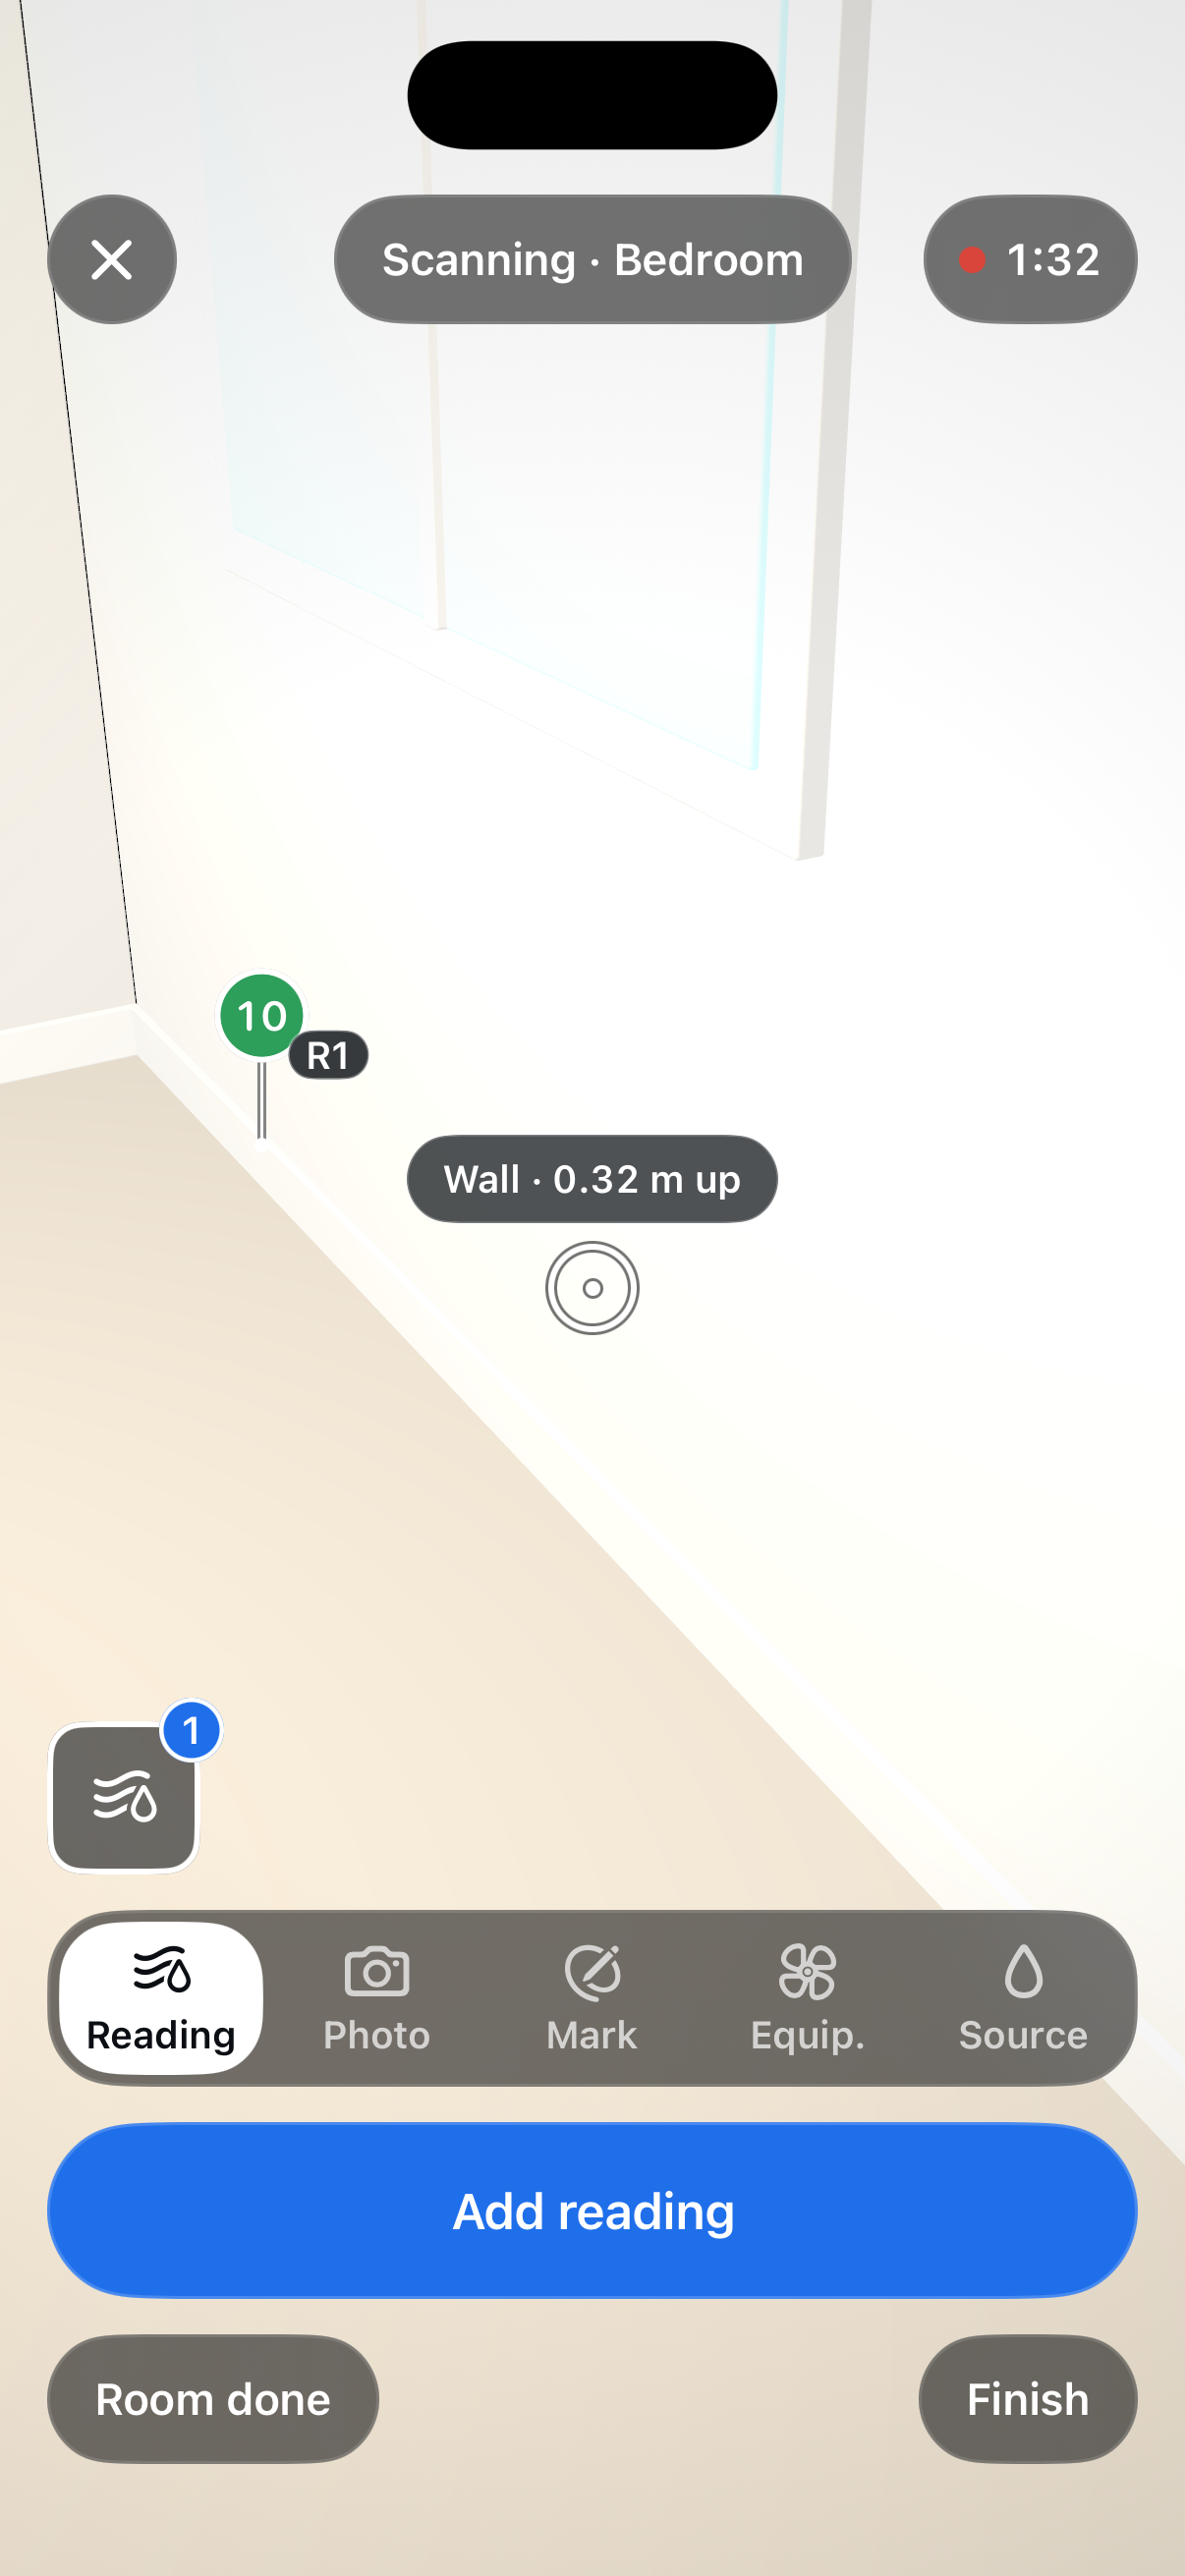 Scanning · Bedroom
1:32
10
R1
Wall · 0.32 m up
1
Reading
Photo
Mark
Equip.
Source
Add reading
Room done
Finish